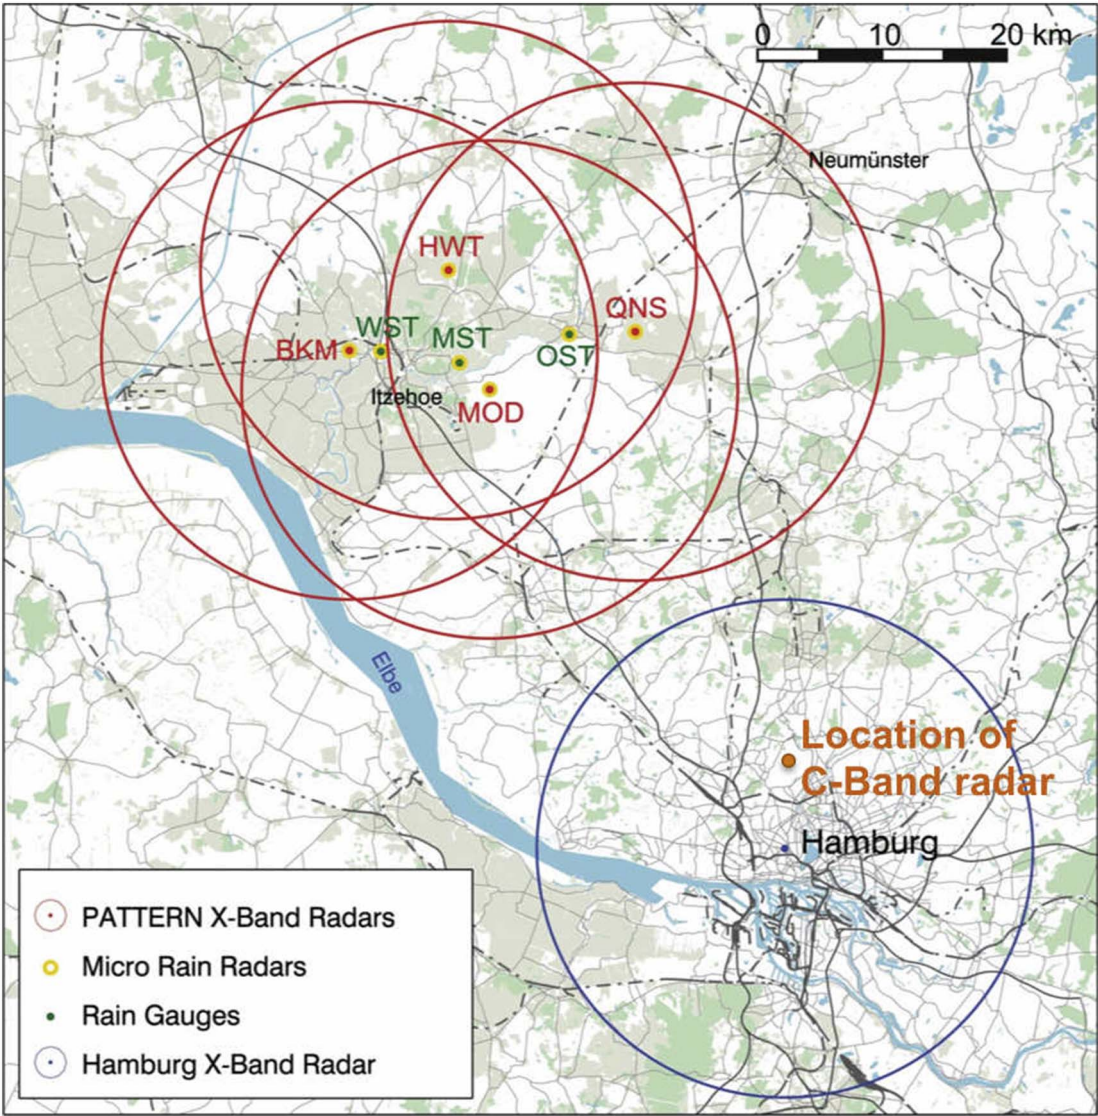 0 10 20 km
Neumünster
HWT
QNS
WST
MST
BKM
OST
Itzehoe
MOD
Elbe
Location of
C-Band radar
Hamburg
PATTERN X-Band Radars
Micro Rain Radars
Rain Gauges
Hamburg X-Band Radar